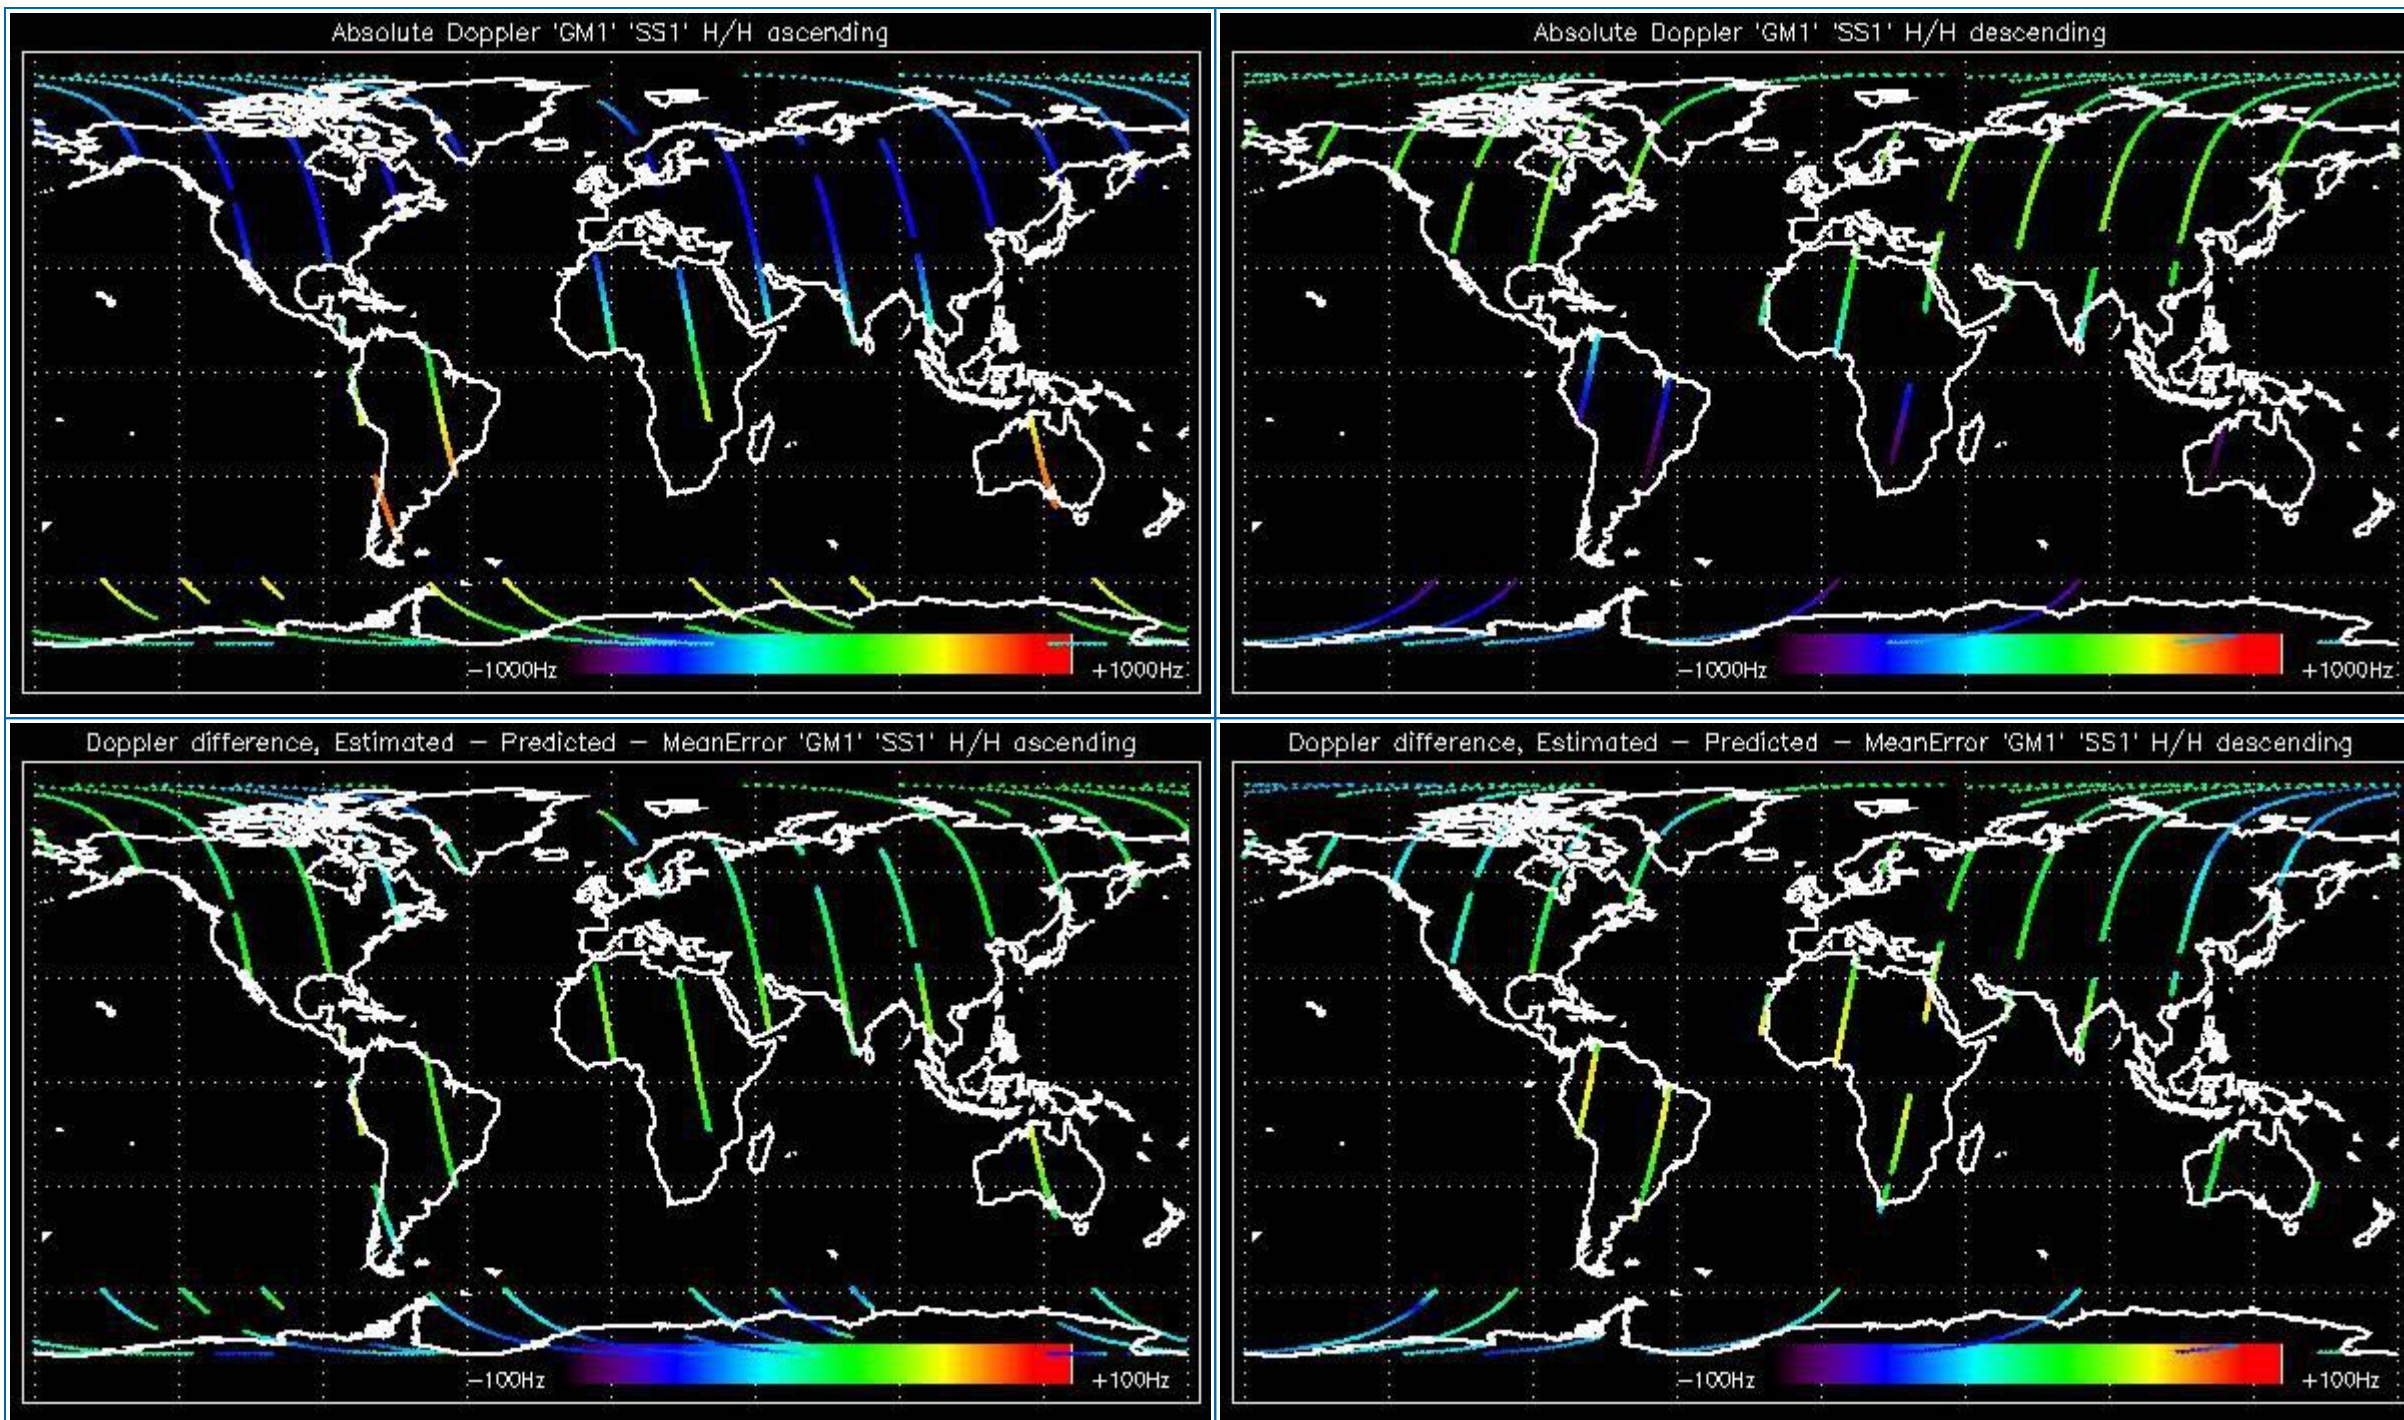 Absolute Doppler 'GM1' 'SS1' H/H ascending
-1000Hz
+1000Hz
Absolute Doppler 'GM1' 'SS1' H/H descending
-1000Hz
+1000Hz
Doppler difference, Estimated - Predicted - MeanError 'GM1' 'SS1' H/H ascending
-100Hz
+100Hz
Doppler difference, Estimated - Predicted - MeanError 'GM1' 'SS1' H/H descending
-100Hz
+100Hz